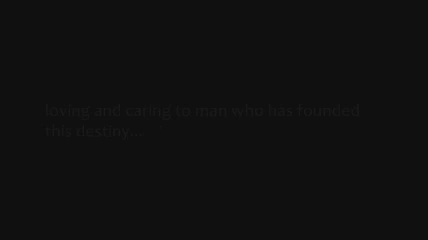 loving and caring to man who has founded
this destiny...